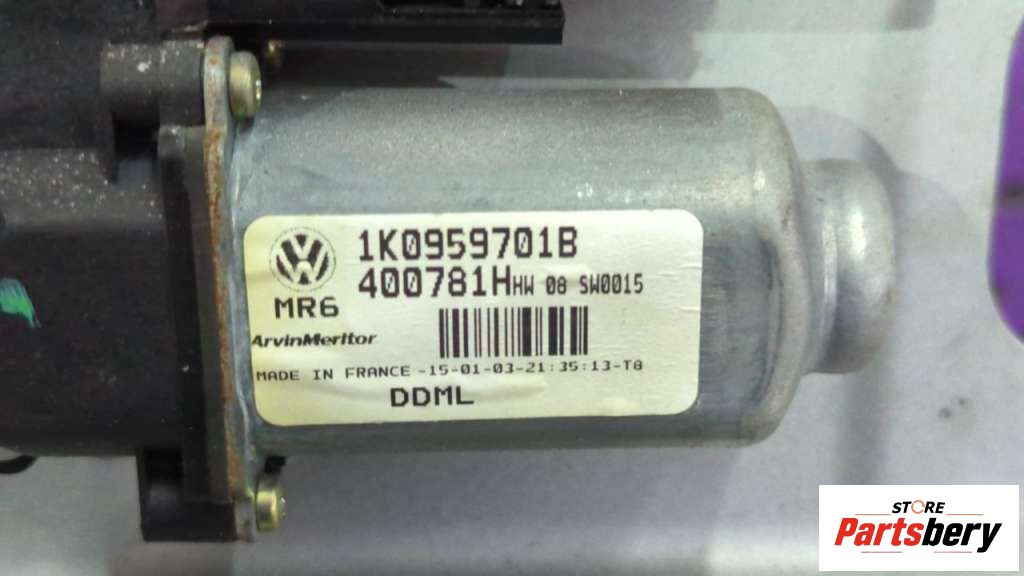 1K0959701B
400781H HW 08 SW0015
MR6
ArvinMeritor
MADE IN FRANCE -15-01-03-21:35:13-T8
DDML
STORE
Partsbery